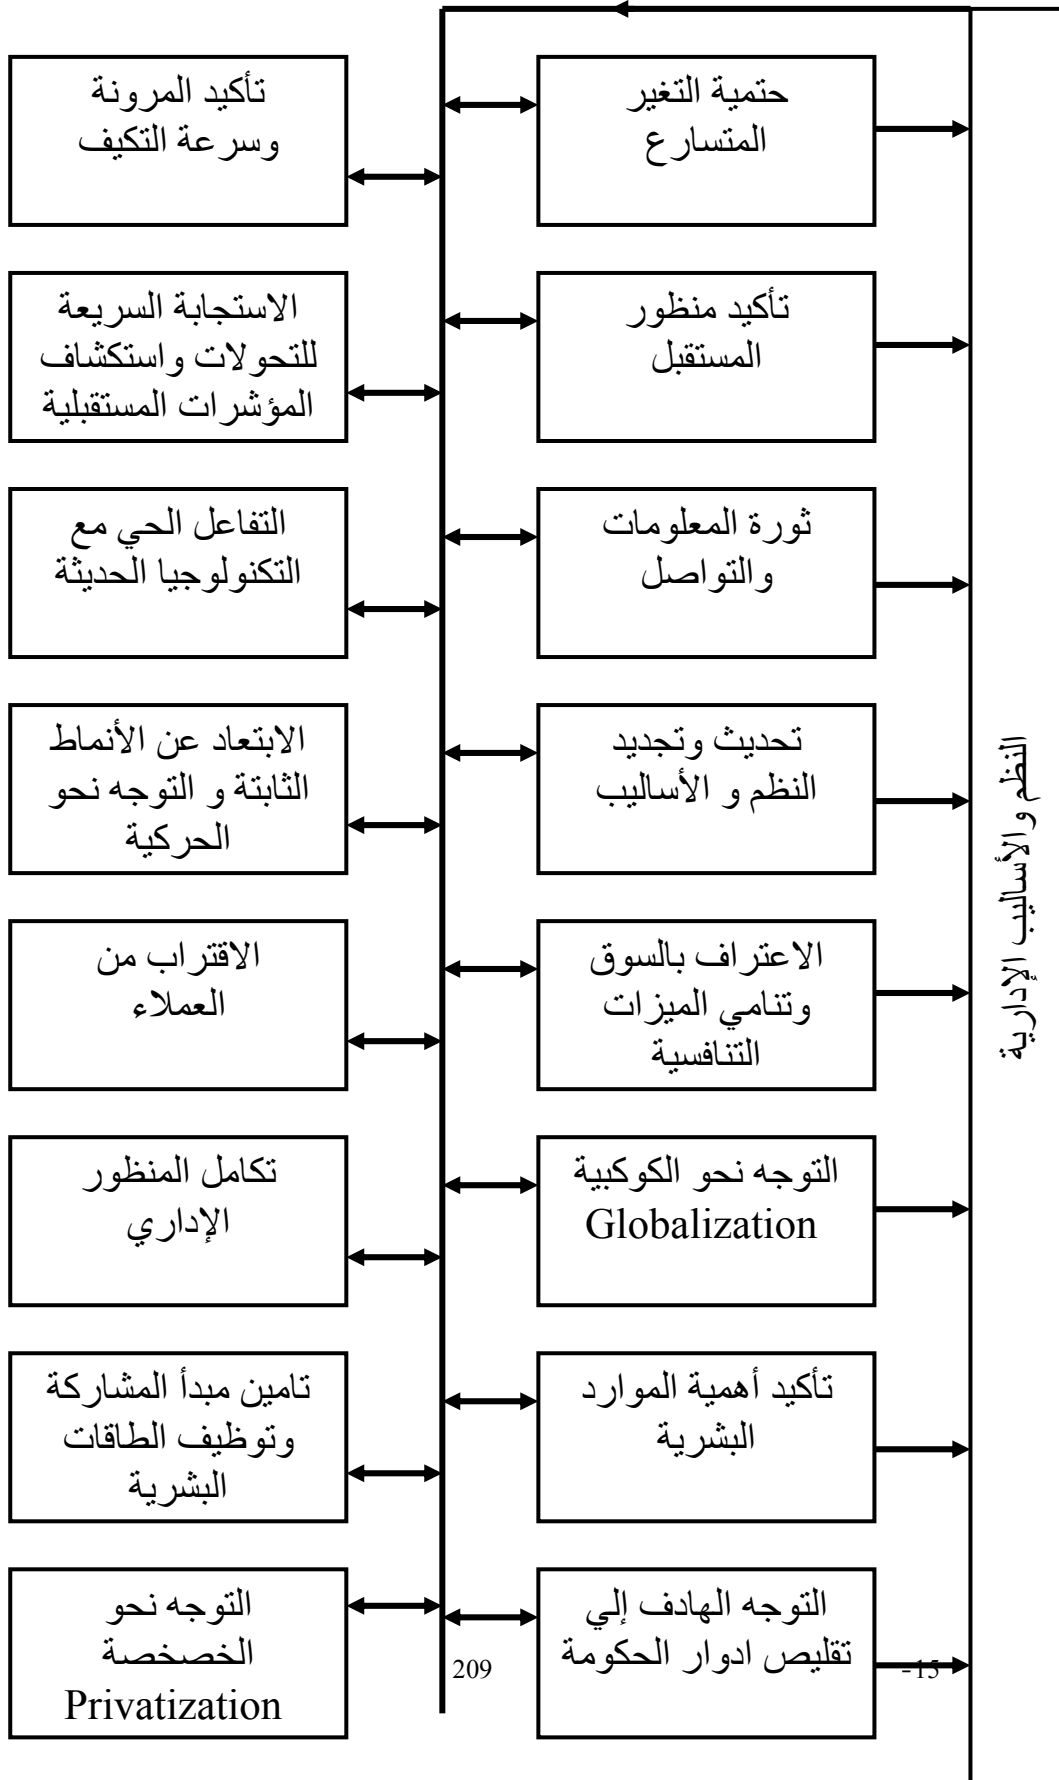 حتمية التغير
المتسارع
تأكيد المرونة
وسرعة التكيف
تأكيد منظور
المستقبل
الاستجابة السريعة
للتحولات واستكشاف
المؤشرات المستقبلية
ثورة المعلومات
والتواصل
التفاعل الحي مع
التكنولوجيا الحديثة
تحديث وتجديد
النظم و الأساليب
الابتعاد عن الأنماط
الثابتة و التوجه نحو
الحركية
النظم والأساليب الإدارية
الاعتراف بالسوق
وتنامي الميزات
التنافسية
الاقتراب من
العملاء
التوجه نحو الكوكبية
Globalization
تكامل المنظور
الإداري
تأكيد أهمية الموارد
البشرية
تامين مبدأ المشاركة
وتوظيف الطاقات
البشرية
التوجه الهادف إلي
تقليص ادوار الحكومة
التوجه نحو
الخصخصة
Privatization
209
-15